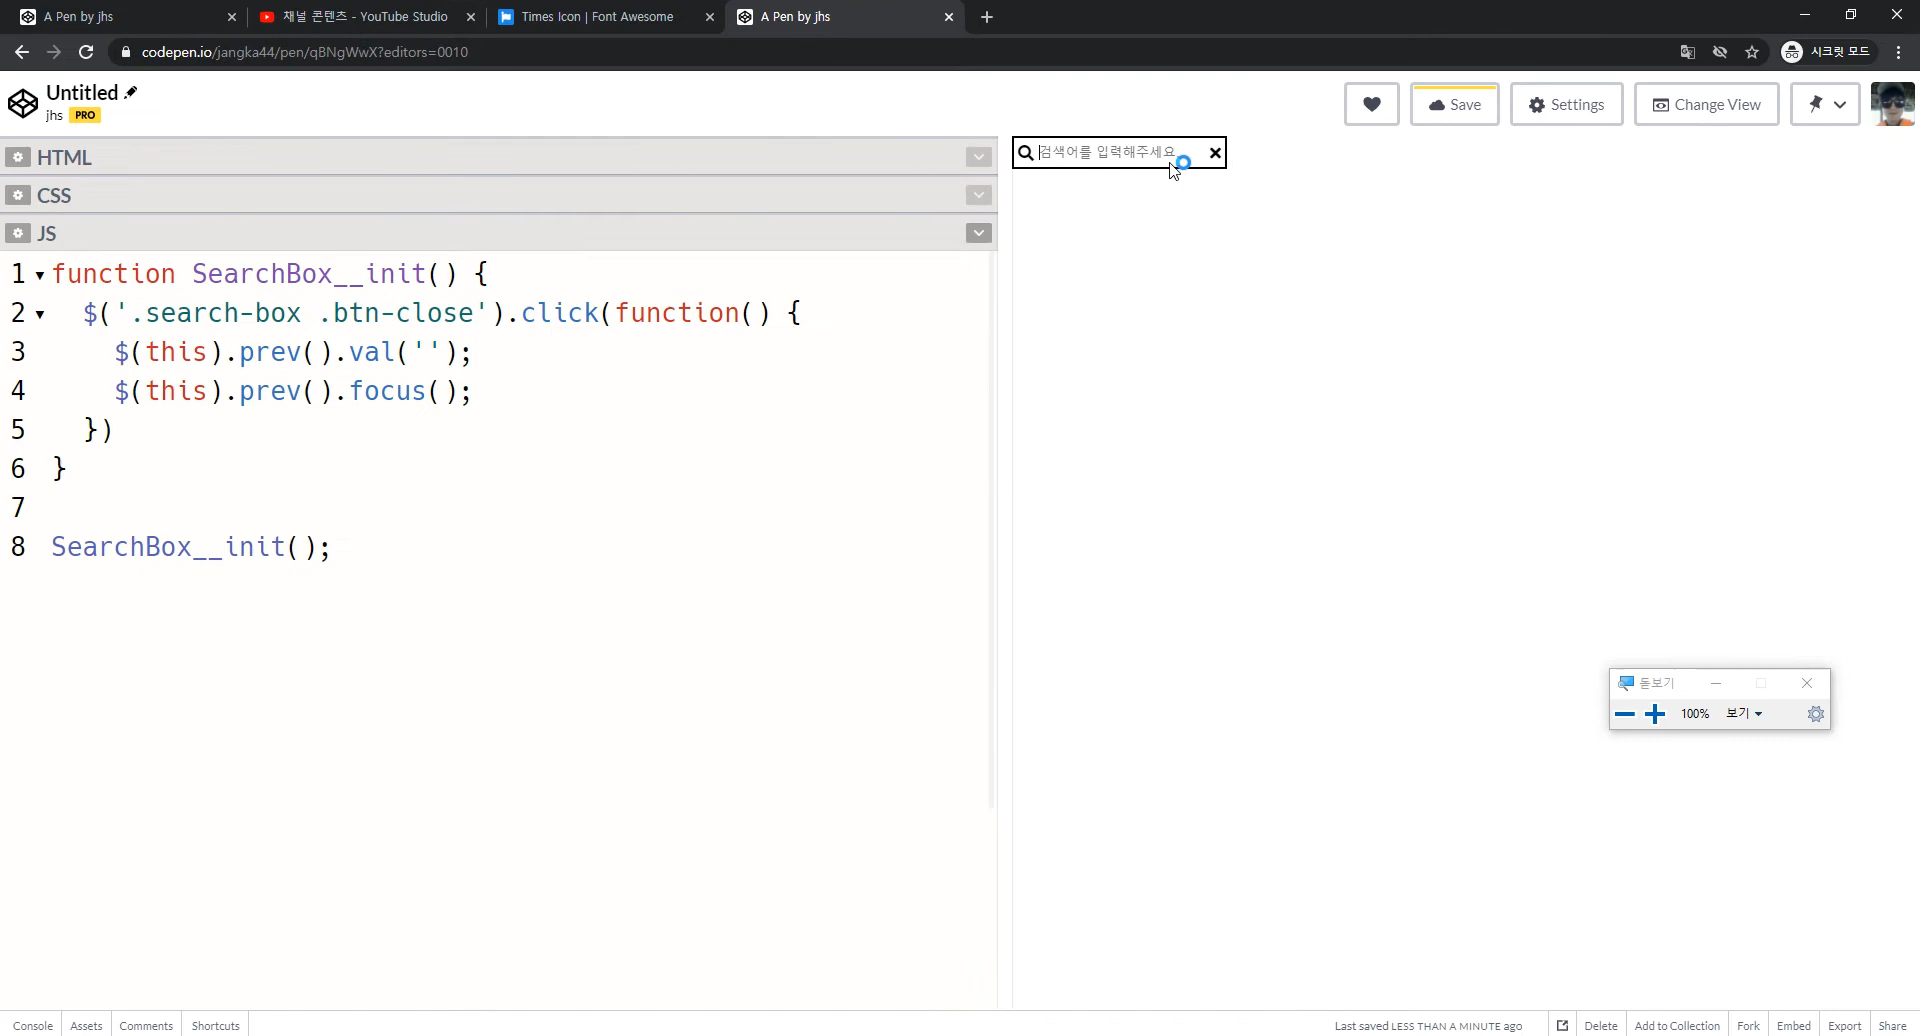 A Pen by jhs
채널 콘텐츠 - YouTube Studio
Times Icon | Font Awesome
A Pen by jhs
codepen.io/jangka44/pen/qBNgWwX?editors=0010
시크릿 모드
Untitled
jhs PRO
Save
Settings
Change View
HTML
CSS
JS
1 function SearchBox__init() {
2 $('.search-box .btn-close').click(function() {
3 $(this).prev().val('');
4 $(this).prev().focus();
5 })
6 }
7
8 SearchBox__init();
검색어를 입력해주세요
돋보기
100% 보기
Console Assets Comments Shortcuts
Last saved LESS THAN A MINUTE ago
Delete Add to Collection Fork Embed Export Share